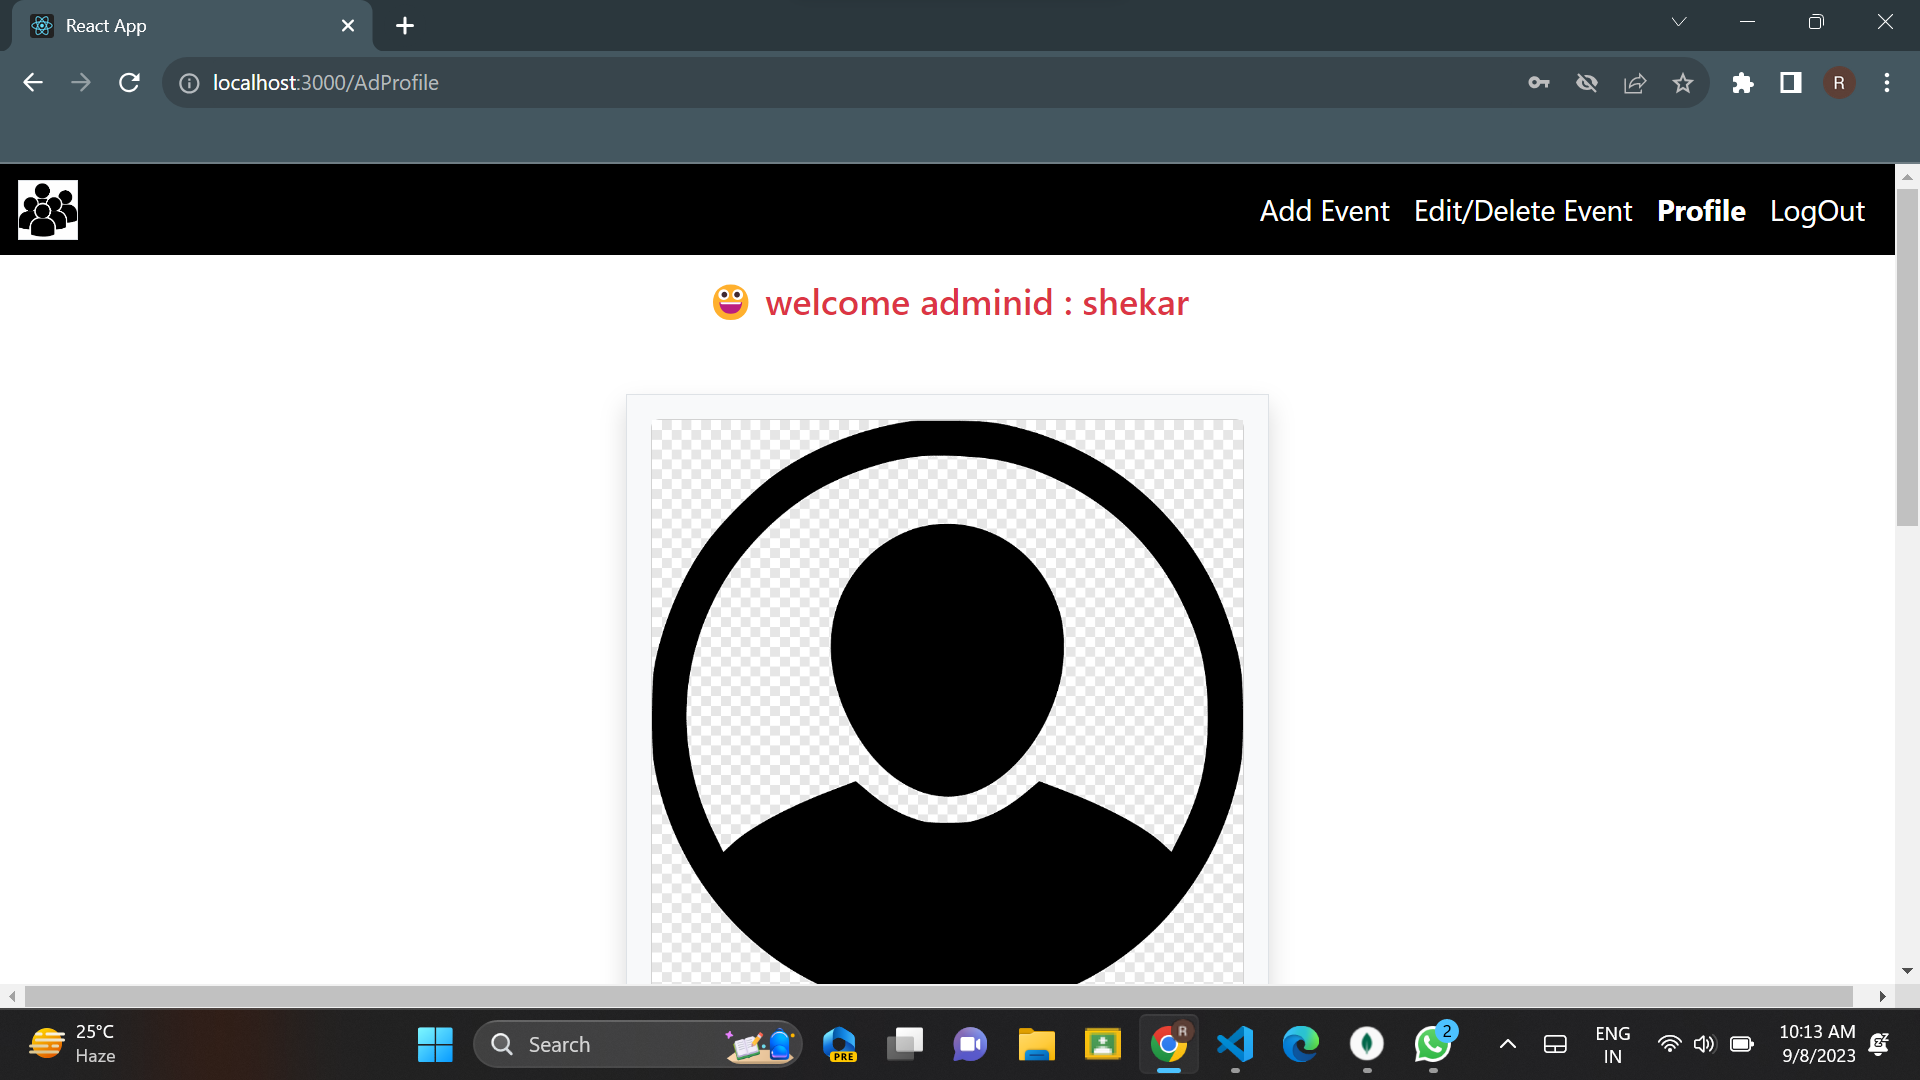 React App
localhost:3000/AdProfile
R
Add Event Edit/Delete Event Profile LogOut
welcome adminid : shekar
25°C
Haze
Search
PRE
R
2
ENG
IN
10:13 AM
9/8/2023